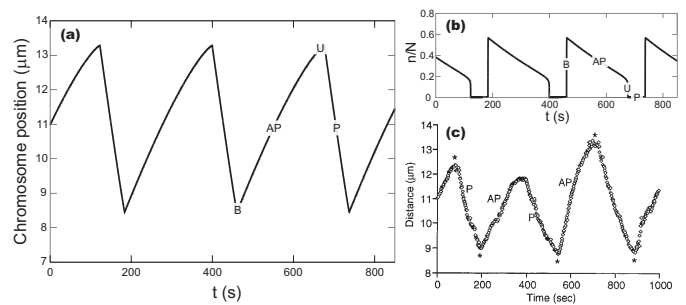 (a)
14
13
12
11
10
9
8
7
Chromosome position (μm)
0 200 400 600 800
t (s)
U
AP
P
B
(b)
0.8
0.6
0.4
0.2
0
n/N
0 200 400 600 800
t (s)
B
AP
U
P
(c)
14
13
12
11
10
9
8
Distance (μm)
0 200 400 600 800 1000
Time (sec)
*
P
*
AP
P
*
AP
*
*